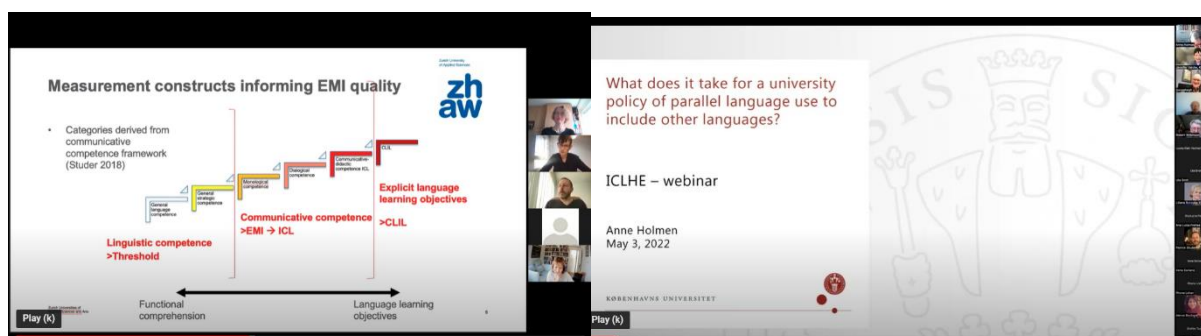 Zurich University
of Applied Sciences
zh
aw
Measurement constructs informing EMI quality
• Categories derived from
communicative
competence framework
(Studer 2018)
General
language
competence
General
strategic
competence
Monological
competence
Dialogical
competence
Communicative-
didactic
competence ICL
CLIL
Linguistic competence
>Threshold
Communicative competence
>EMI → ICL
Explicit language
learning objectives
>CLIL
Functional
comprehension
Language learning
objectives
Play (k)
What does it take for a university
policy of parallel language use to
include other languages?
ICLHE – webinar
Anne Holmen
May 3, 2022
KØBENHAVNS UNIVERSITET
Play (k)